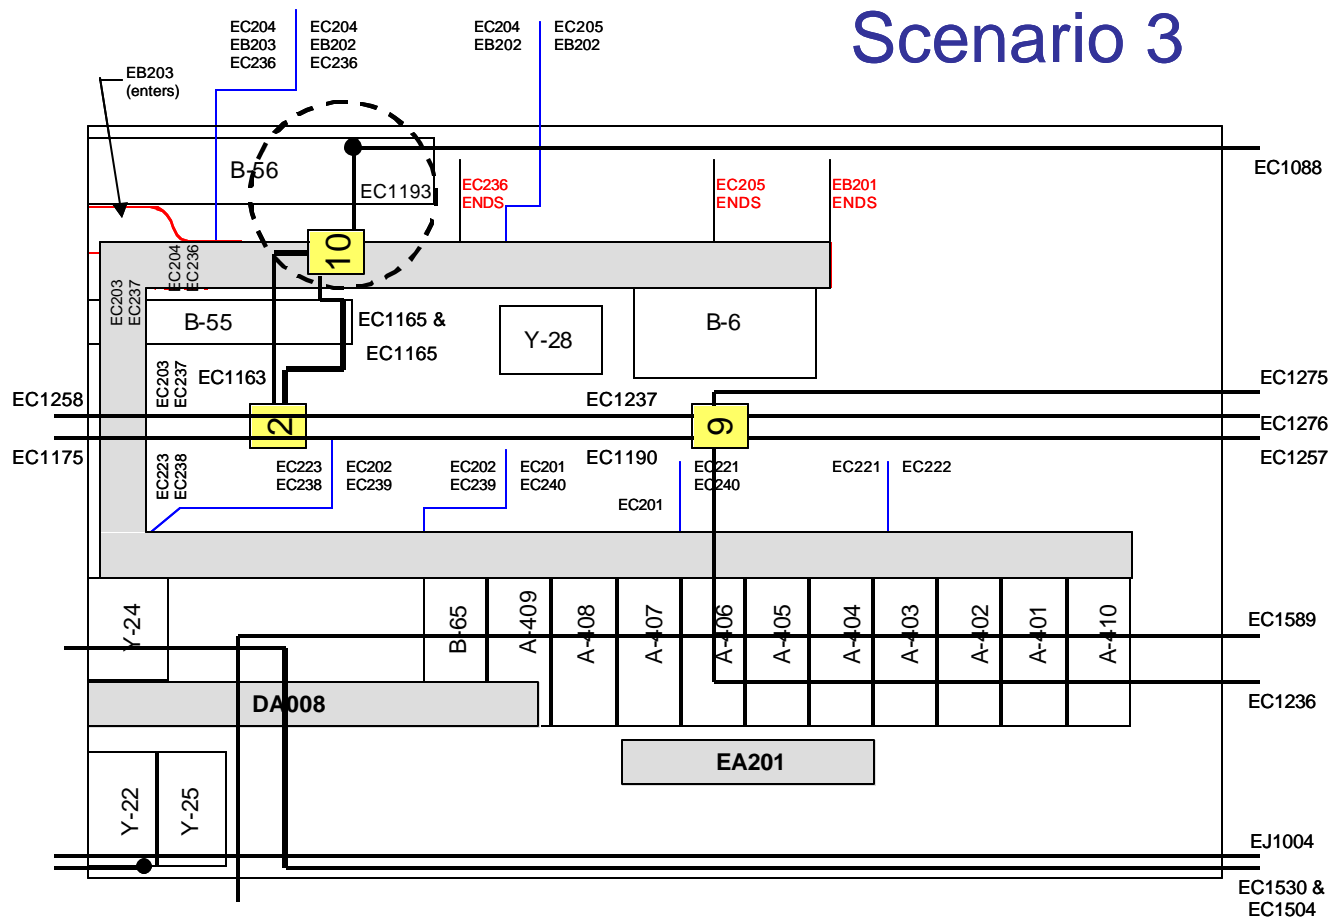 Scenario 3
EC204
EB203
EC236
EC204
EB202
EC236
EC204
EB202
EC205
EB202
EB203
(enters)
B-56
EC1193
EC236
ENDS
EC205
ENDS
EB201
ENDS
EC1088
10
EC204
EC236
EC203
EC237
B-55
EC1165 &
EC1165
Y-28
B-6
EC203
EC237
EC1163
EC1258
EC1237
EC1275
2
9
EC1276
EC1175
EC1190
EC1257
EC223
EC238
EC223
EC238
EC202
EC239
EC202
EC239
EC201
EC240
EC201
EC221
EC240
EC221
EC222
Y-24
B-65
A-409
A-408
A-407
A-406
A-405
A-404
A-403
A-402
A-401
A-410
EC1589
DA008
EC1236
EA201
Y-22
Y-25
EJ1004
EC1530 &
EC1504